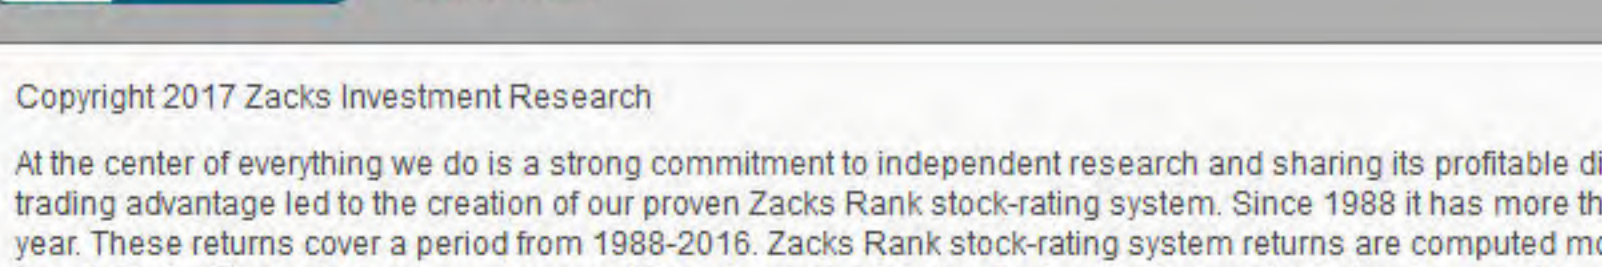 Copyright 2017 Zacks Investment Research
At the center of everything we do is a strong commitment to independent research and sharing its profitable
trading advantage led to the creation of our proven Zacks Rank stock-rating system. Since 1988 it has more
year. These returns cover a period from 1988-2016. Zacks Rank stock-rating system returns are computed